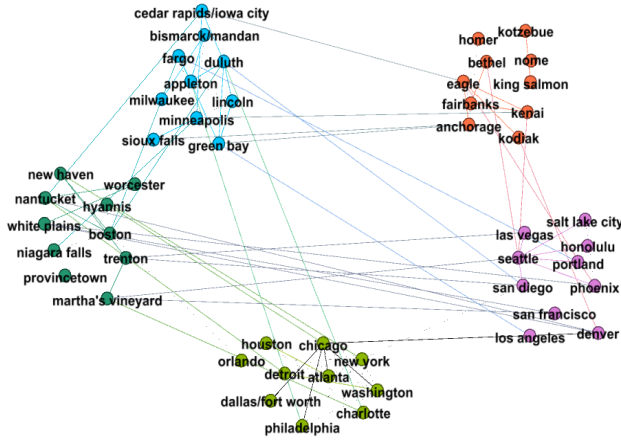 cedar rapids/iowa city
bismarck/mandan
fargo
duluth
appleton
milwaukee
lincoln
minneapolis
sioux falls
green bay
homer
kotzebue
bethel
nome
eagle
king salmon
fairbanks
kenai
anchorage
kodiak
new haven
worcester
nantucket
hyannis
white plains
boston
niagara falls
trenton
provincetown
martha's vineyard
salt lake city
las vegas
honolulu
seattle
portland
san diego
phoenix
san francisco
los angeles
denver
houston
chicago
orlando
new york
detroit
atlanta
washington
dallas/fort worth
charlotte
philadelphia